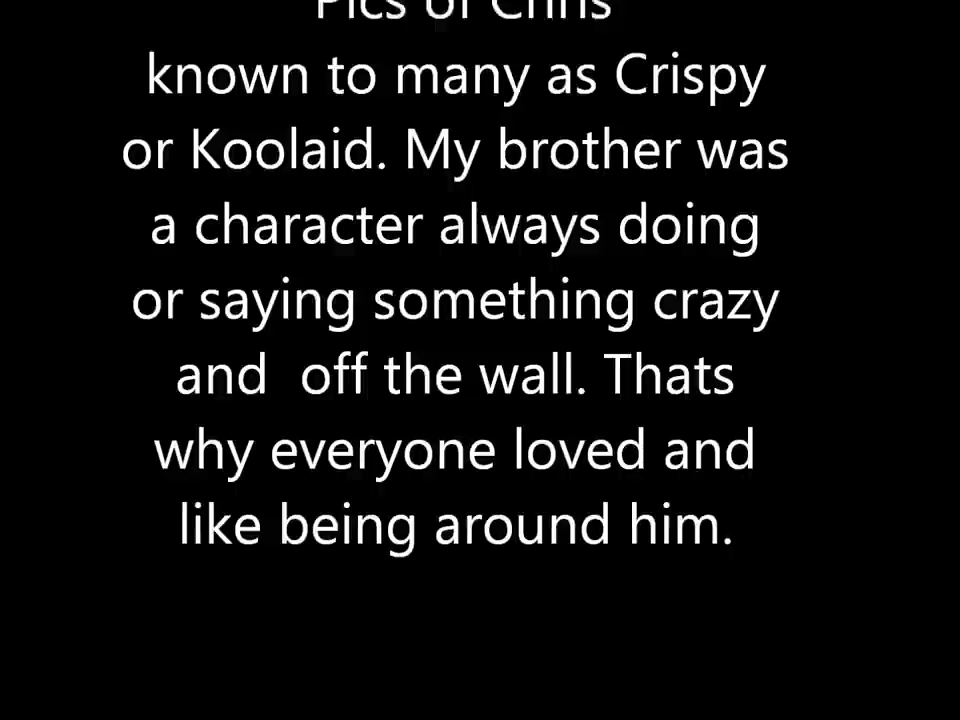 Pics of Chris
known to many as Crispy
or Koolaid. My brother was
a character always doing
or saying something crazy
and  off the wall. Thats
why everyone loved and
like being around him.